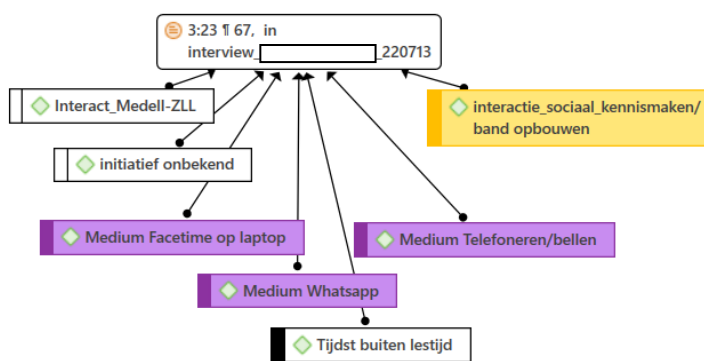 3:23 ¶ 67, in
interview_ _220713
Interact_Medell-ZLL
interactie_sociaal_kennismaken/
band opbouwen
initiatief onbekend
Medium Facetime op laptop
Medium Telefoneren/bellen
Medium Whatsapp
Tijdst buiten lestijd